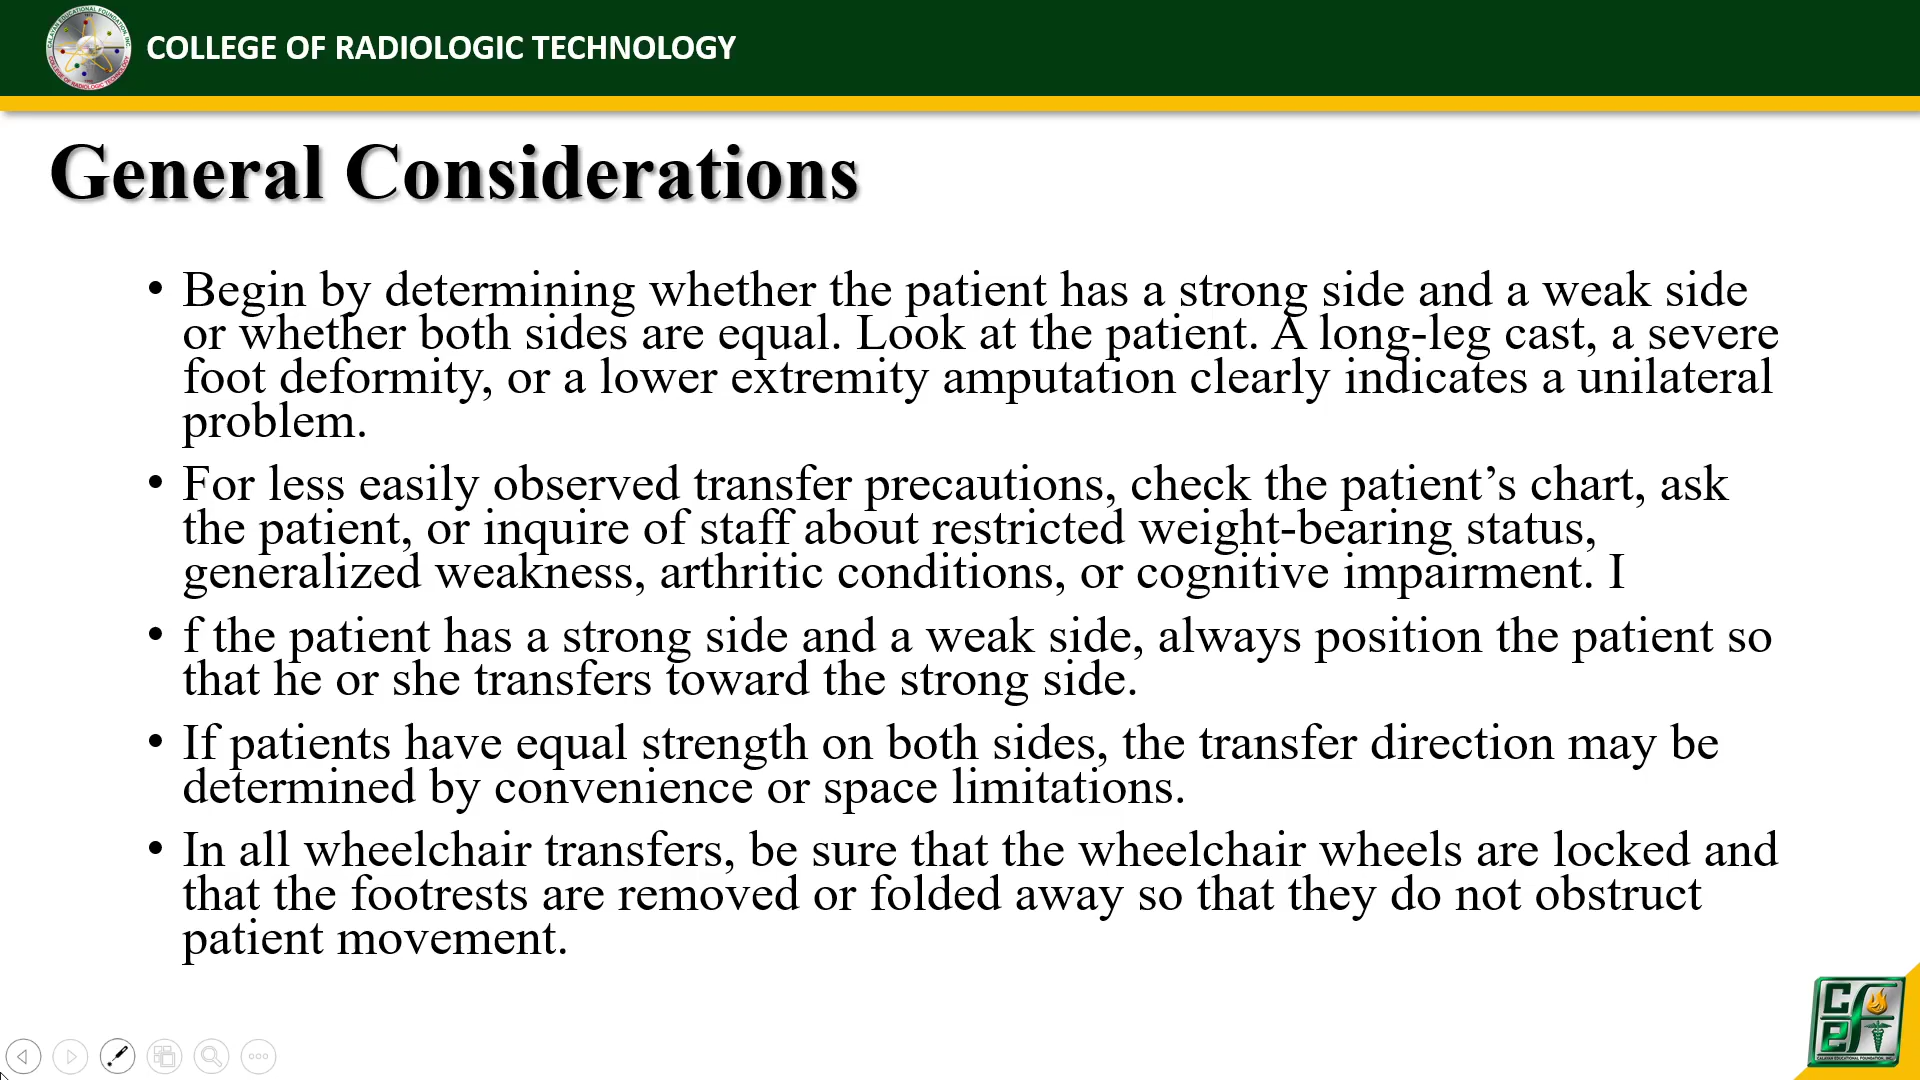 COLLEGE OF RADIOLOGIC TECHNOLOGY
General Considerations
• Begin by determining whether the patient has a strong side and a weak side
or whether both sides are equal. Look at the patient. A long-leg cast, a severe
foot deformity, or a lower extremity amputation clearly indicates a unilateral
problem.
• For less easily observed transfer precautions, check the patient’s chart, ask
the patient, or inquire of staff about restricted weight-bearing status,
generalized weakness, arthritic conditions, or cognitive impairment. I
• f the patient has a strong side and a weak side, always position the patient so
that he or she transfers toward the strong side.
• If patients have equal strength on both sides, the transfer direction may be
determined by convenience or space limitations.
• In all wheelchair transfers, be sure that the wheelchair wheels are locked and
that the footrests are removed or folded away so that they do not obstruct
patient movement.